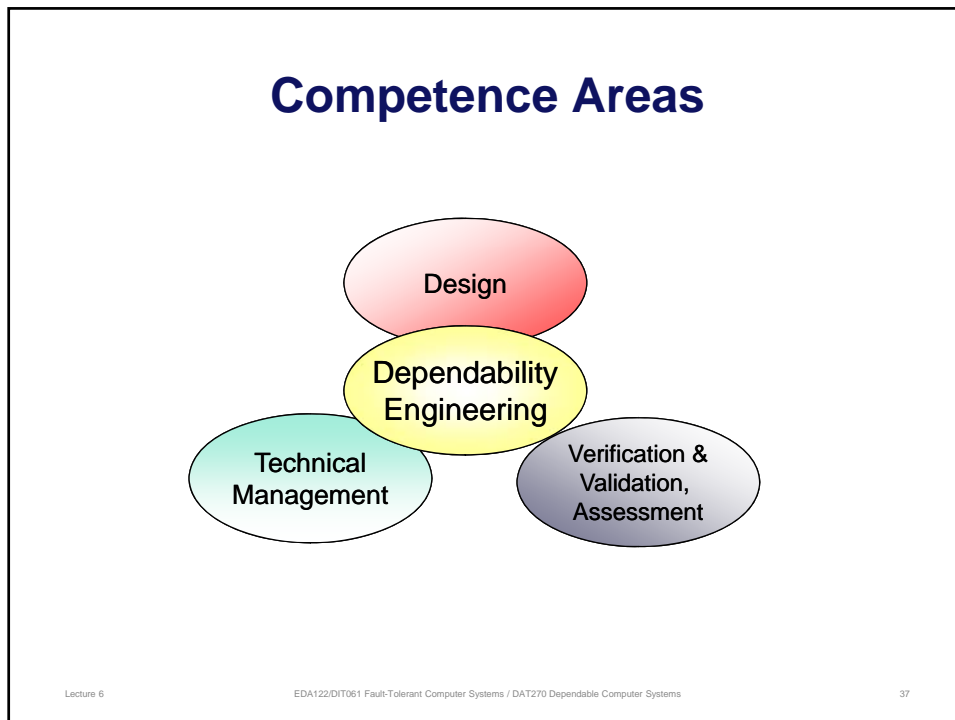 Competence Areas
Design
Dependability
Engineering
Technical
Management
Verification &
Validation,
Assessment
Lecture 6
EDA122/DIT061 Fault-Tolerant Computer Systems / DAT270 Dependable Computer Systems
37